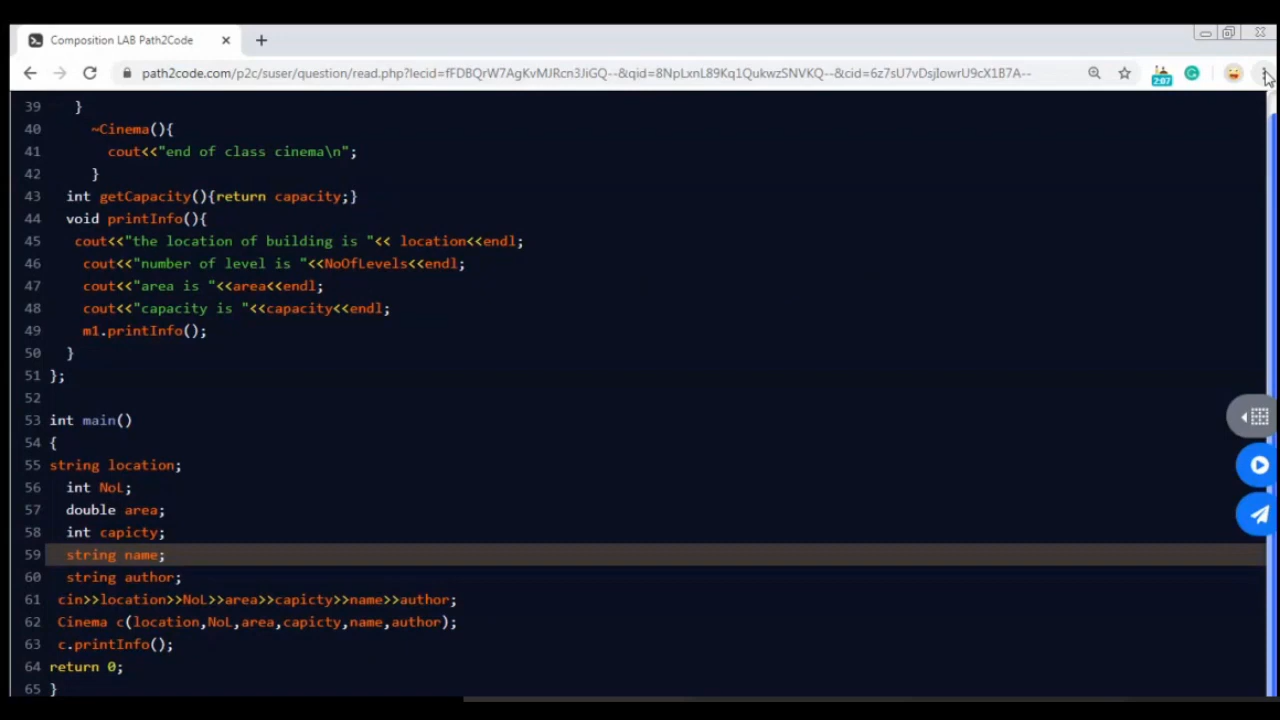 Composition LAB Path2Code
path2code.com/p2c/suser/question/read.php?lecid=fFDBQrW7AgKvMJRcn3JiGQ--&qid=8NpLxnL89Kq1QukwzSNVKQ--&cid=6z7sU7vDsjIowrU9cX1B7A--
2:07
39 }
40 ~Cinema(){
41 cout<<"end of class cinema\n";
42 }
43 int getCapacity(){return capacity;}
44 void printInfo(){
45 cout<<"the location of building is "<< location<<endl;
46 cout<<"number of level is "<<NoOfLevels<<endl;
47 cout<<"area is "<<area<<endl;
48 cout<<"capacity is "<<capacity<<endl;
49 m1.printInfo();
50 }
51 };
52
53 int main()
54 {
55 string location;
56 int NoL;
57 double area;
58 int capicty;
59 string name;
60 string author;
61 cin>>location>>NoL>>area>>capicty>>name>>author;
62 Cinema c(location,NoL,area,capicty,name,author);
63 c.printInfo();
64 return 0;
65 }